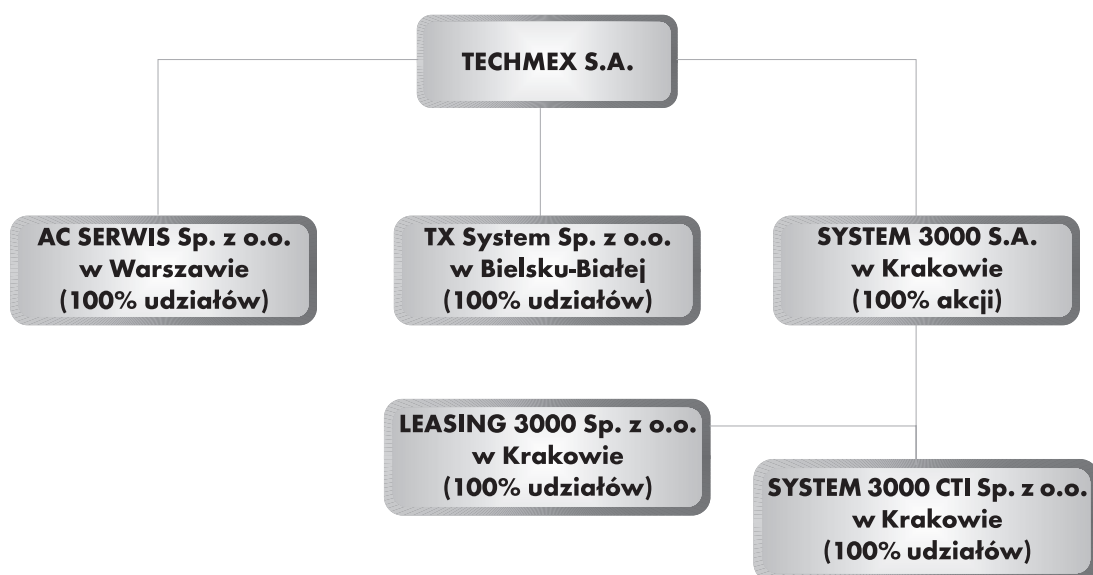 TECHMEX S.A.
AC SERWIS Sp. z o.o.
w Warszawie
(100% udziałów)
TX System Sp. z o.o.
w Bielsku-Białej
(100% udziałów)
SYSTEM 3000 S.A.
w Krakowie
(100% akcji)
LEASING 3000 Sp. z o.o.
w Krakowie
(100% udziałów)
SYSTEM 3000 CTI Sp. z o.o.
w Krakowie
(100% udziałów)